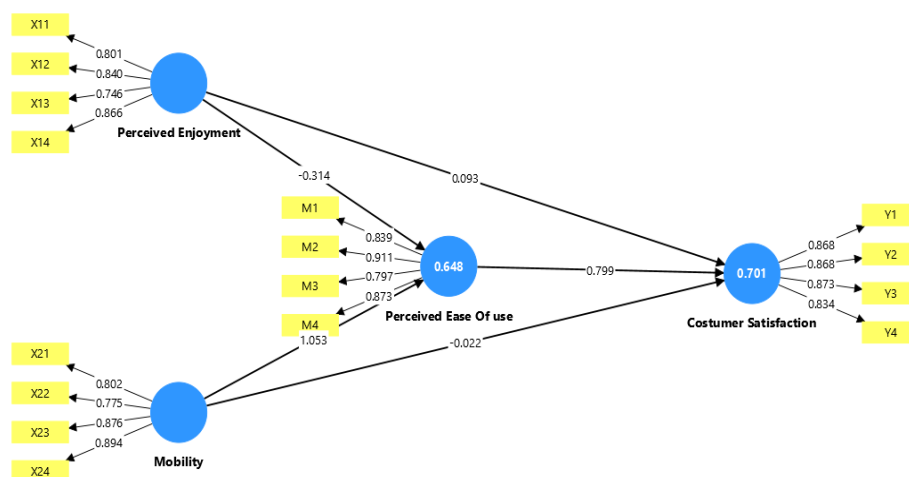 X11
0.801
X12
0.840
X13
0.746
0.866
X14
Perceived Enjoyment
-0.314
0.093
M1
0.839
M2
0.911
M3
0.797
0.873
M4
0.648
Perceived Ease Of use
1.053
0.799
-0.022
0.701
Costumer Satisfaction
Y1
0.868
Y2
0.868
0.873
Y3
0.834
Y4
X21
0.802
X22
0.775
0.876
X23
0.894
X24
Mobility